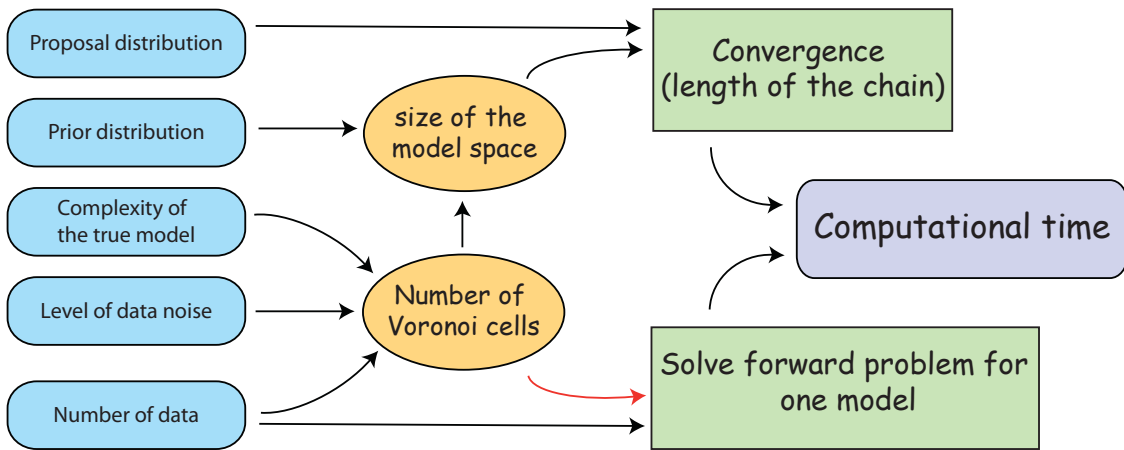 Proposal distribution
Prior distribution
Complexity of
the true model
Level of data noise
Number of data
size of the
model space
Number of
Voronoi cells
Convergence
(length of the chain)
Solve forward problem for
one model
Computational time